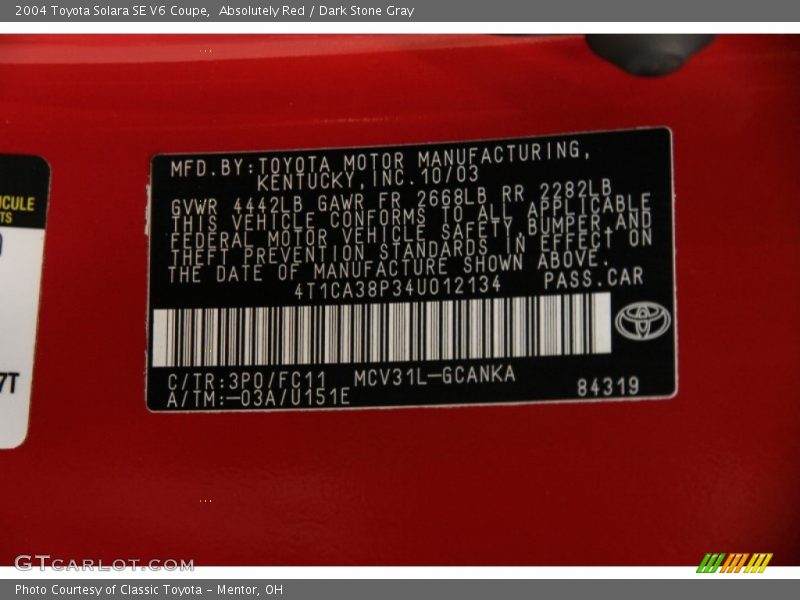 2004 Toyota Solara SE V6 Coupe,  Absolutely Red / Dark Stone Gray
MFD.BY:TOYOTA MOTOR MANUFACTURING,
KENTUCKY,INC.10/03
GVWR 4442LB GAWR FR 2668LB RR 2282LB
THIS VEHICLE CONFORMS TO ALL APPLICABLE
FEDERAL MOTOR VEHICLE SAFETY,BUMPER,AND
THEFT PREVENTION STANDARDS IN EFFECT ON
THE DATE OF MANUFACTURE SHOWN ABOVE.
4T1CA38P34U012134 PASS.CAR
C/TR:3P0/FC11 MCV31L-GCANKA
A/TM:-03A/U151E 84319
ICULE
TS
7T
GTCARLOT.COM
Photo Courtesy of Classic Toyota - Mentor, OH